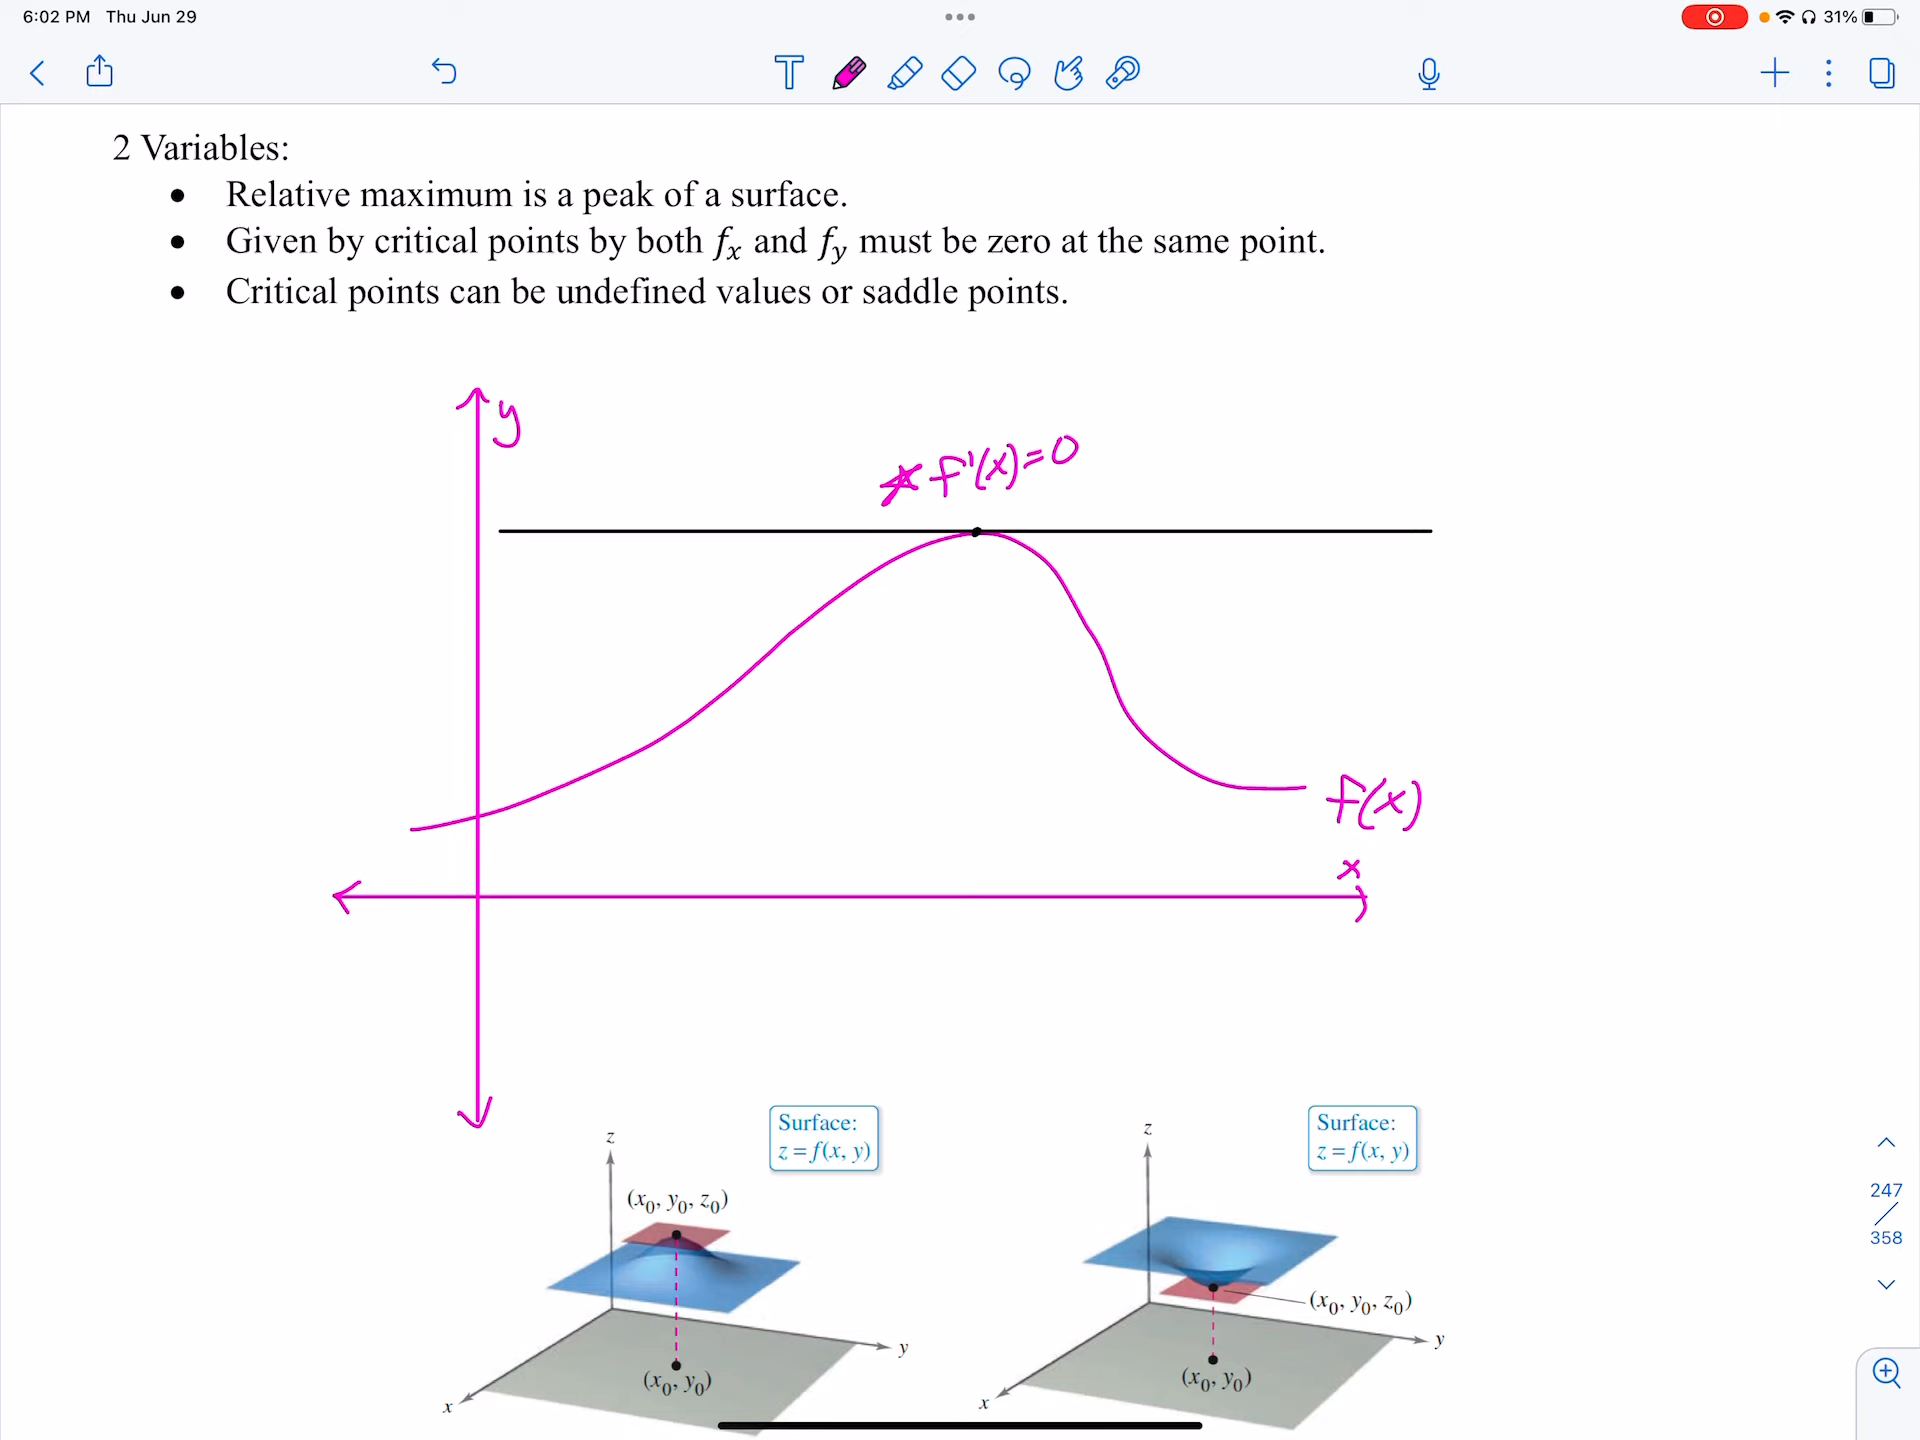 6:02 PM Thu Jun 29
31%
T
2 Variables:
• Relative maximum is a peak of a surface.
• Given by critical points by both fₓ and f_y must be zero at the same point.
• Critical points can be undefined values or saddle points.
y
* f'(x)=0
f(x)
x
Surface:
z = f(x, y)
z
(x₀, y₀, z₀)
(x₀, y₀)
y
x
Surface:
z = f(x, y)
z
(x₀, y₀, z₀)
(x₀, y₀)
y
x
247
/
358